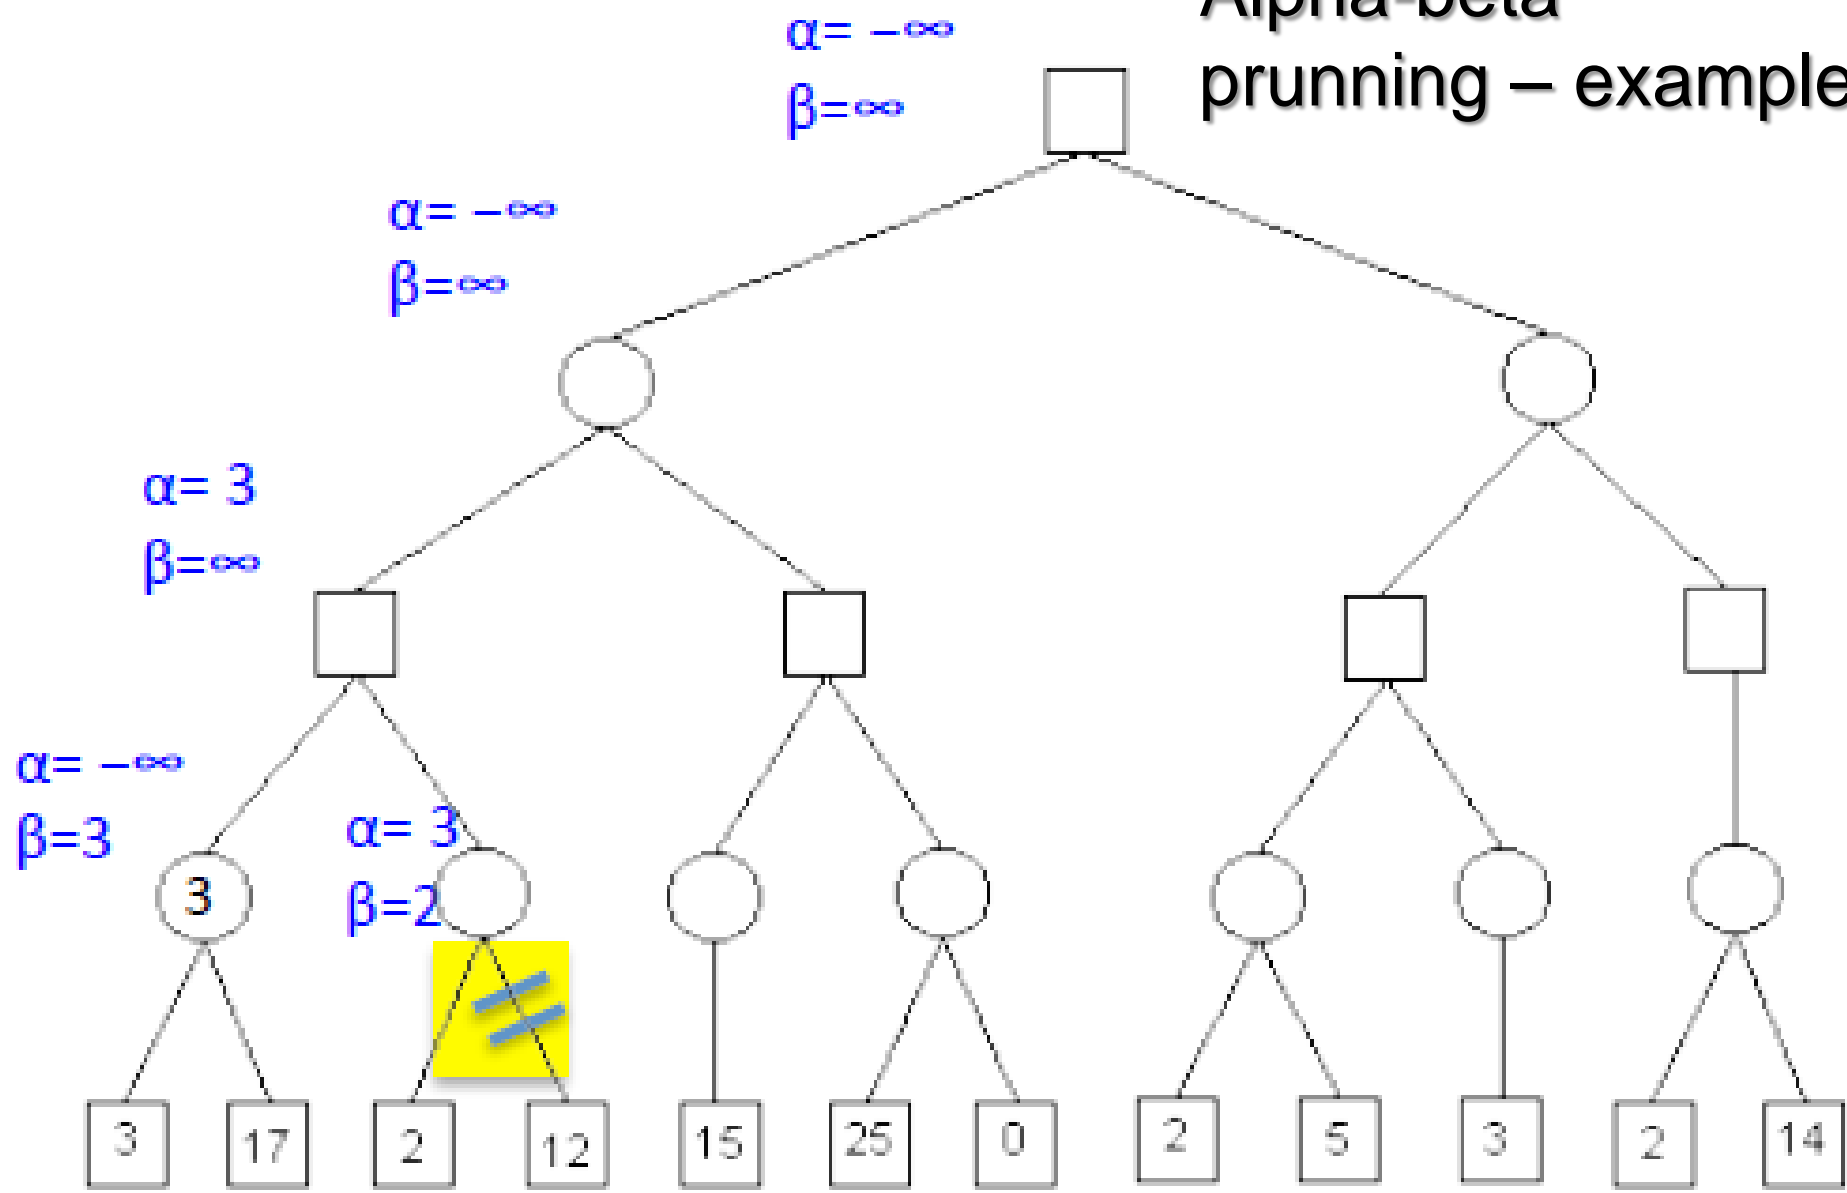 Alpha-beta
prunning – example
α= −∞
β=∞
α= −∞
β=∞
α= 3
β=∞
α= −∞
β=3
α= 3
β=2
3
3 17 2 12 15 25 0 2 5 3 2 14